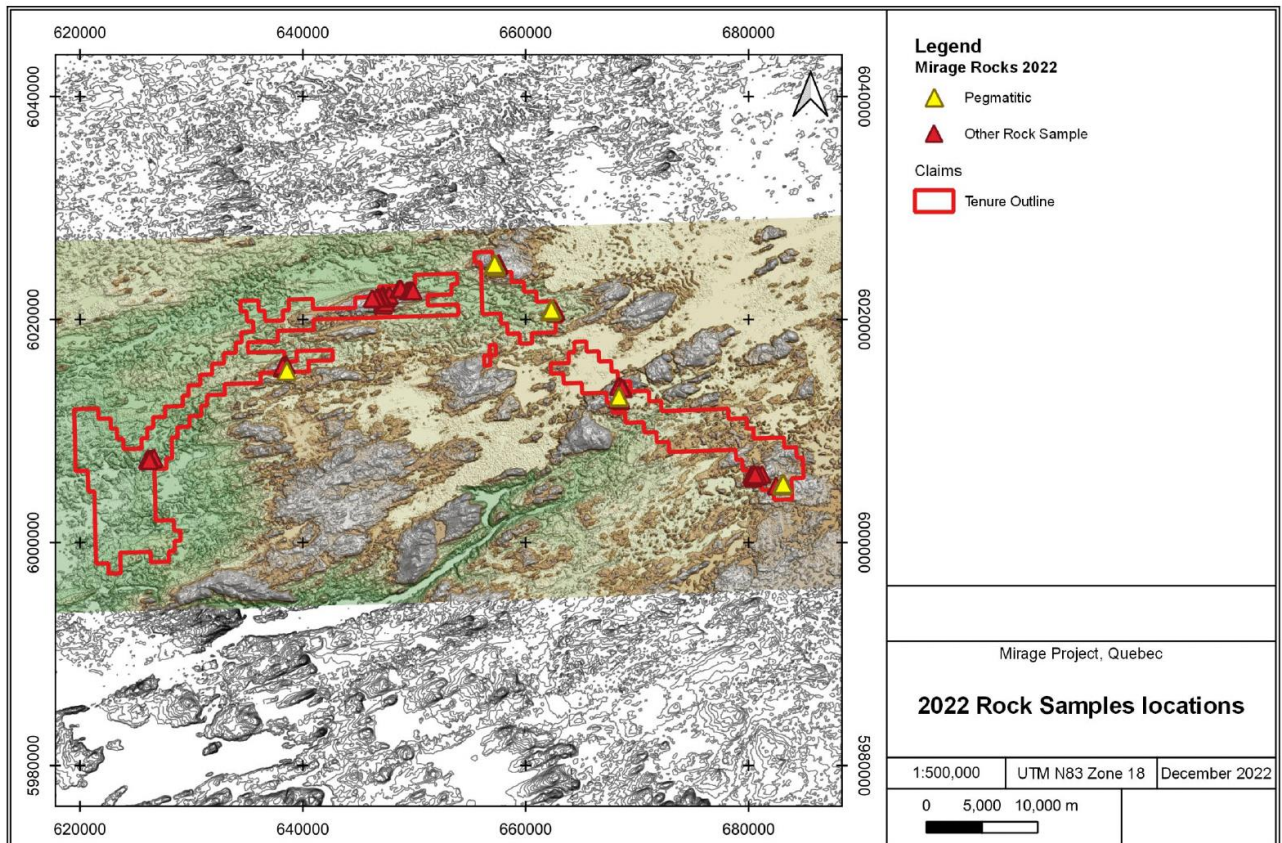 620000 640000 660000 680000
6040000 6040000
6020000 6020000
6000000 6000000
5980000 5980000
620000 640000 660000 680000
Legend
Mirage Rocks 2022
Pegmatitic
Other Rock Sample
Claims
Tenure Outline
Mirage Project, Quebec
2022 Rock Samples locations
1:500,000 UTM N83 Zone 18 December 2022
0 5,000 10,000 m